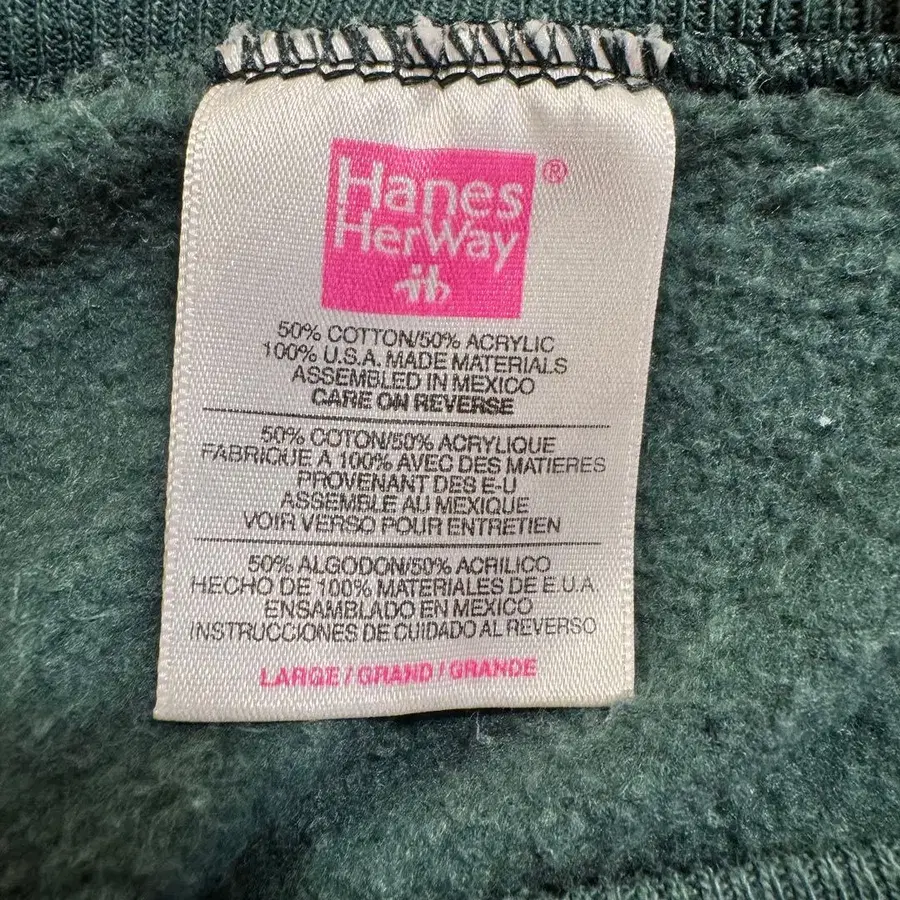 Hanes
HerWay
®
50% COTTON/50% ACRYLIC
100% U.S.A. MADE MATERIALS
ASSEMBLED IN MEXICO
CARE ON REVERSE
50% COTON/50% ACRYLIQUE
FABRIQUE A 100% AVEC DES MATIERES
PROVENANT DES E-U
ASSEMBLE AU MEXIQUE
VOIR VERSO POUR ENTRETIEN
50% ALGODON/50% ACRILICO
HECHO DE 100% MATERIALES DE E.U.A
ENSAMBLADO EN MEXICO
INSTRUCCIONES DE CUIDADO AL REVERSO
LARGE / GRAND / GRANDE